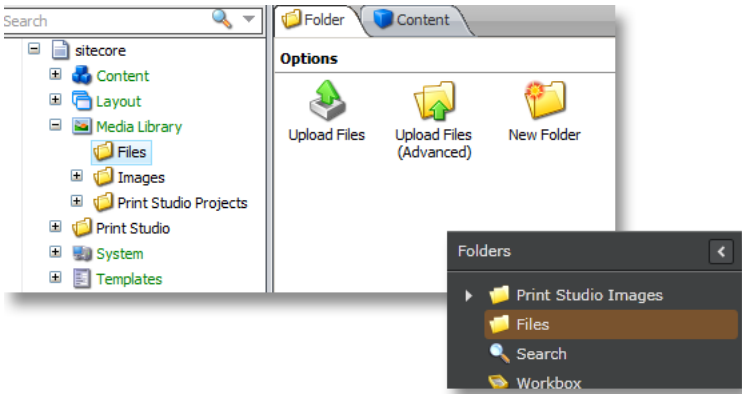 Search
sitecore
Content
Layout
Media Library
Files
Images
Print Studio Projects
Print Studio
System
Templates
Folder
Content
Options
Upload Files
Upload Files
(Advanced)
New Folder
Folders
Print Studio Images
Files
Search
Workbox